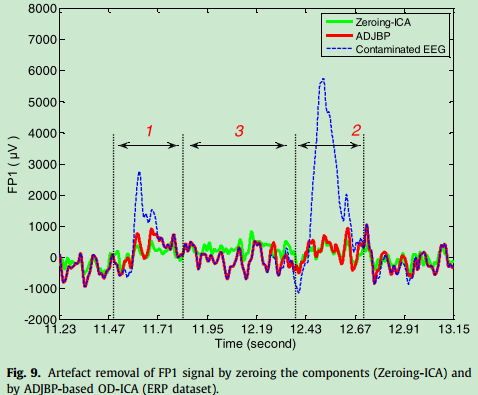 8000
7000
6000
5000
4000
3000
2000
1000
0
-1000
-2000
FP1 ( µV )
Zeroing-ICA
ADJBP
Contaminated EEG
1
3
2
11.23 11.47 11.71 11.95 12.19 12.43 12.67 12.91 13.15
Time (second)
Fig. 9. Artefact removal of FP1 signal by zeroing the components (Zeroing-ICA) and
by ADJBP-based OD-ICA (ERP dataset).